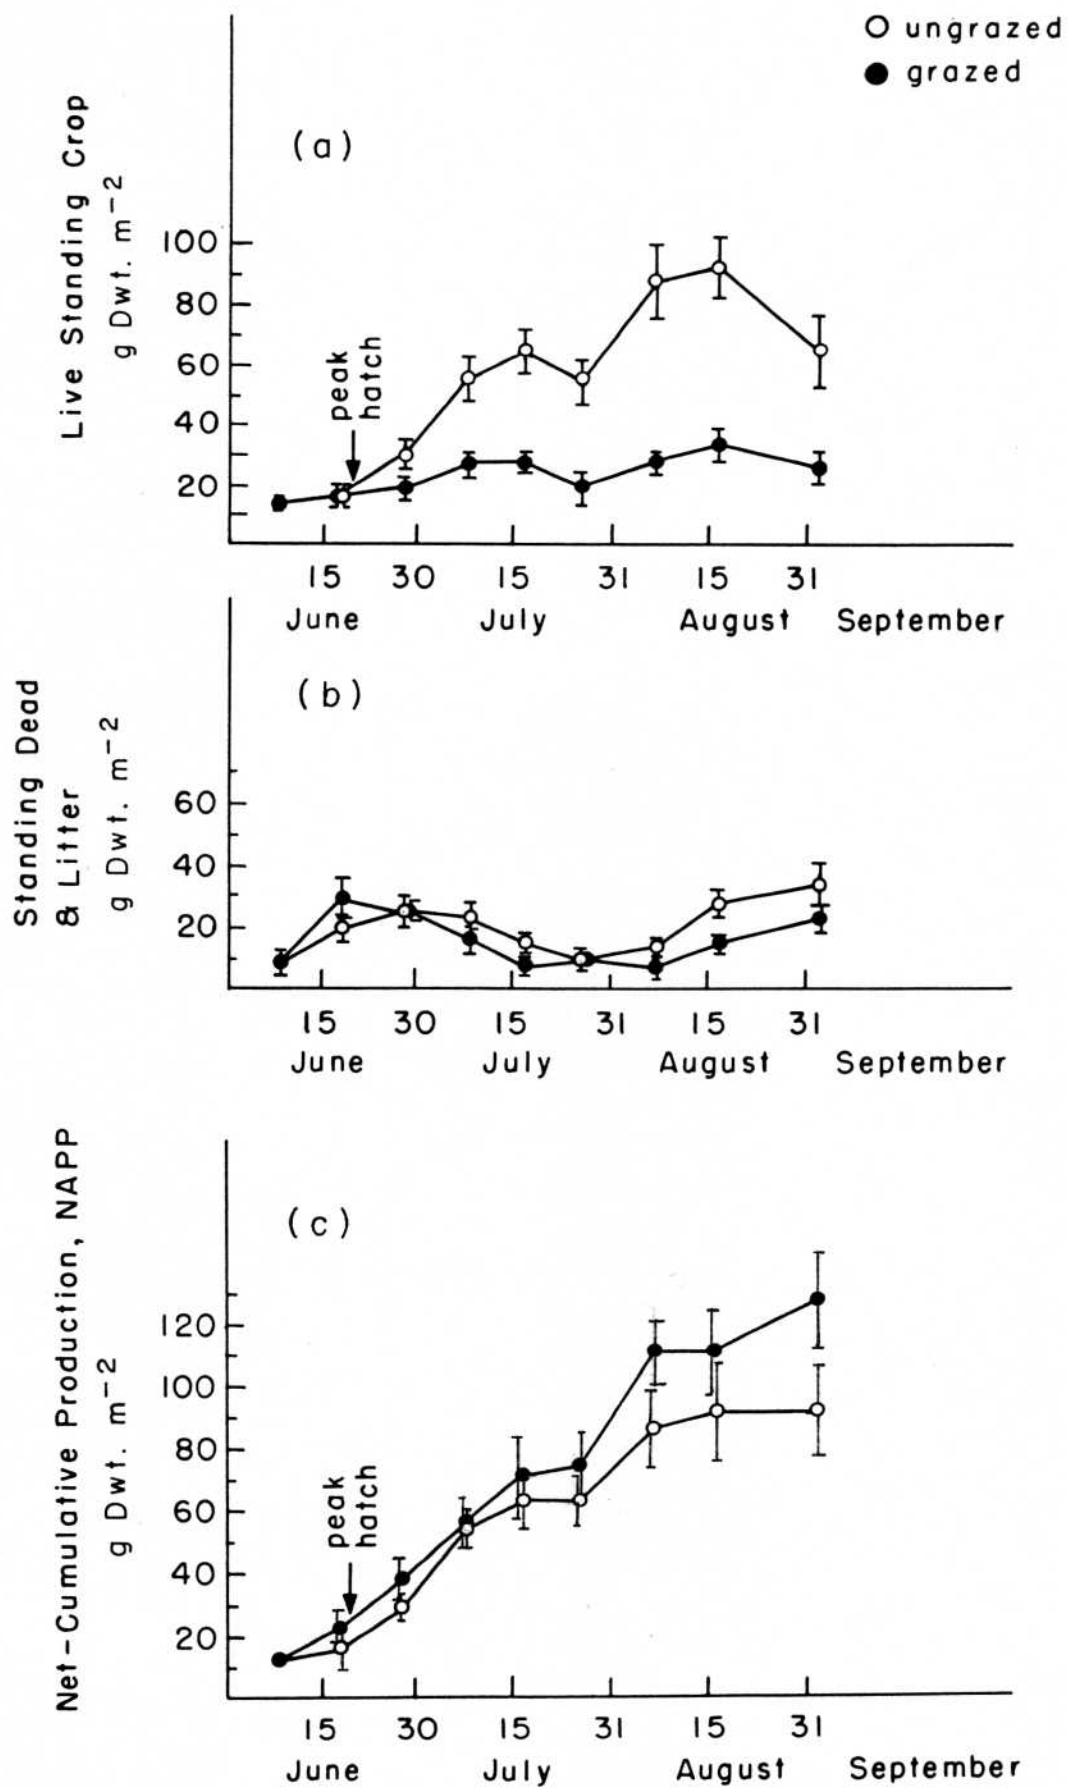 ungrazed
grazed
(a)
Live Standing Crop
g Dwt. m⁻²
100
80
60
40
20
peak
hatch
15 30 15 31 15 31
June July August September
(b)
Standing Dead
& Litter
g Dwt. m⁻²
60
40
20
15 30 15 31 15 31
June July August September
(c)
Net-Cumulative Production, NAPP
g Dwt. m⁻²
120
100
80
60
40
20
peak
hatch
15 30 15 31 15 31
June July August September